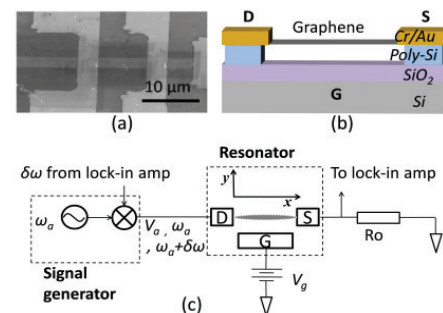 10 μm
(a)
D
Graphene
S
Cr/Au
Poly-Si
SiO2
G
Si
(b)
δω from lock-in amp
ωa
Signal
generator
Va , ωa
, ωa+δω
Resonator
y
x
D
S
G
Vg
To lock-in amp
Ro
(c)